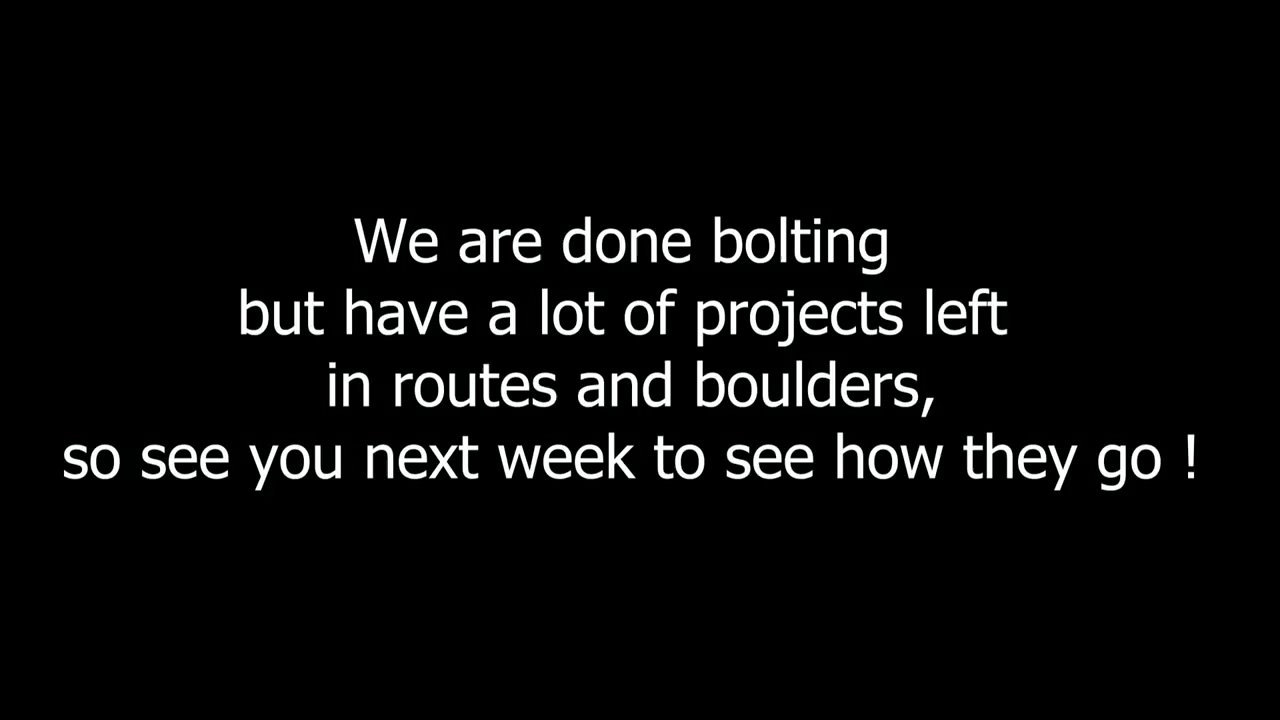 We are done bolting
but have a lot of projects left
in routes and boulders,
so see you next week to see how they go !